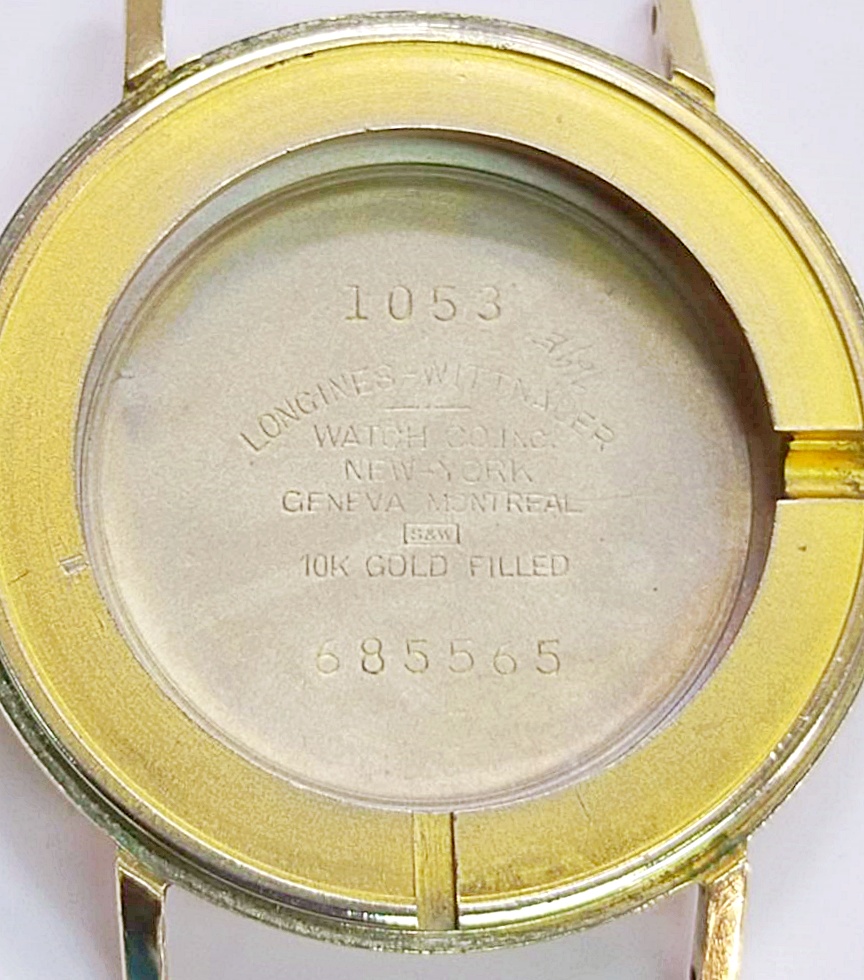 1053
LONGINES-WITTNAUER
WATCH CO.INC.
NEW-YORK
GENEVA MONTREAL
S&W
10K GOLD FILLED
685565